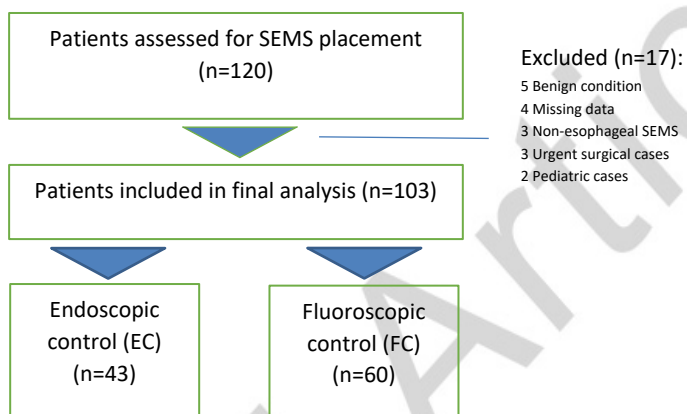 Patients assessed for SEMS placement
(n=120)
Excluded (n=17):
5 Benign condition
4 Missing data
3 Non-esophageal SEMS
3 Urgent surgical cases
2 Pediatric cases
Patients included in final analysis (n=103)
Endoscopic
control (EC)
(n=43)
Fluoroscopic
control (FC)
(n=60)